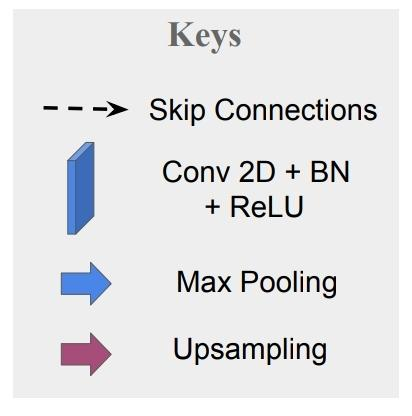 Keys
Skip Connections
Conv 2D + BN
+ ReLU
Max Pooling
Upsampling